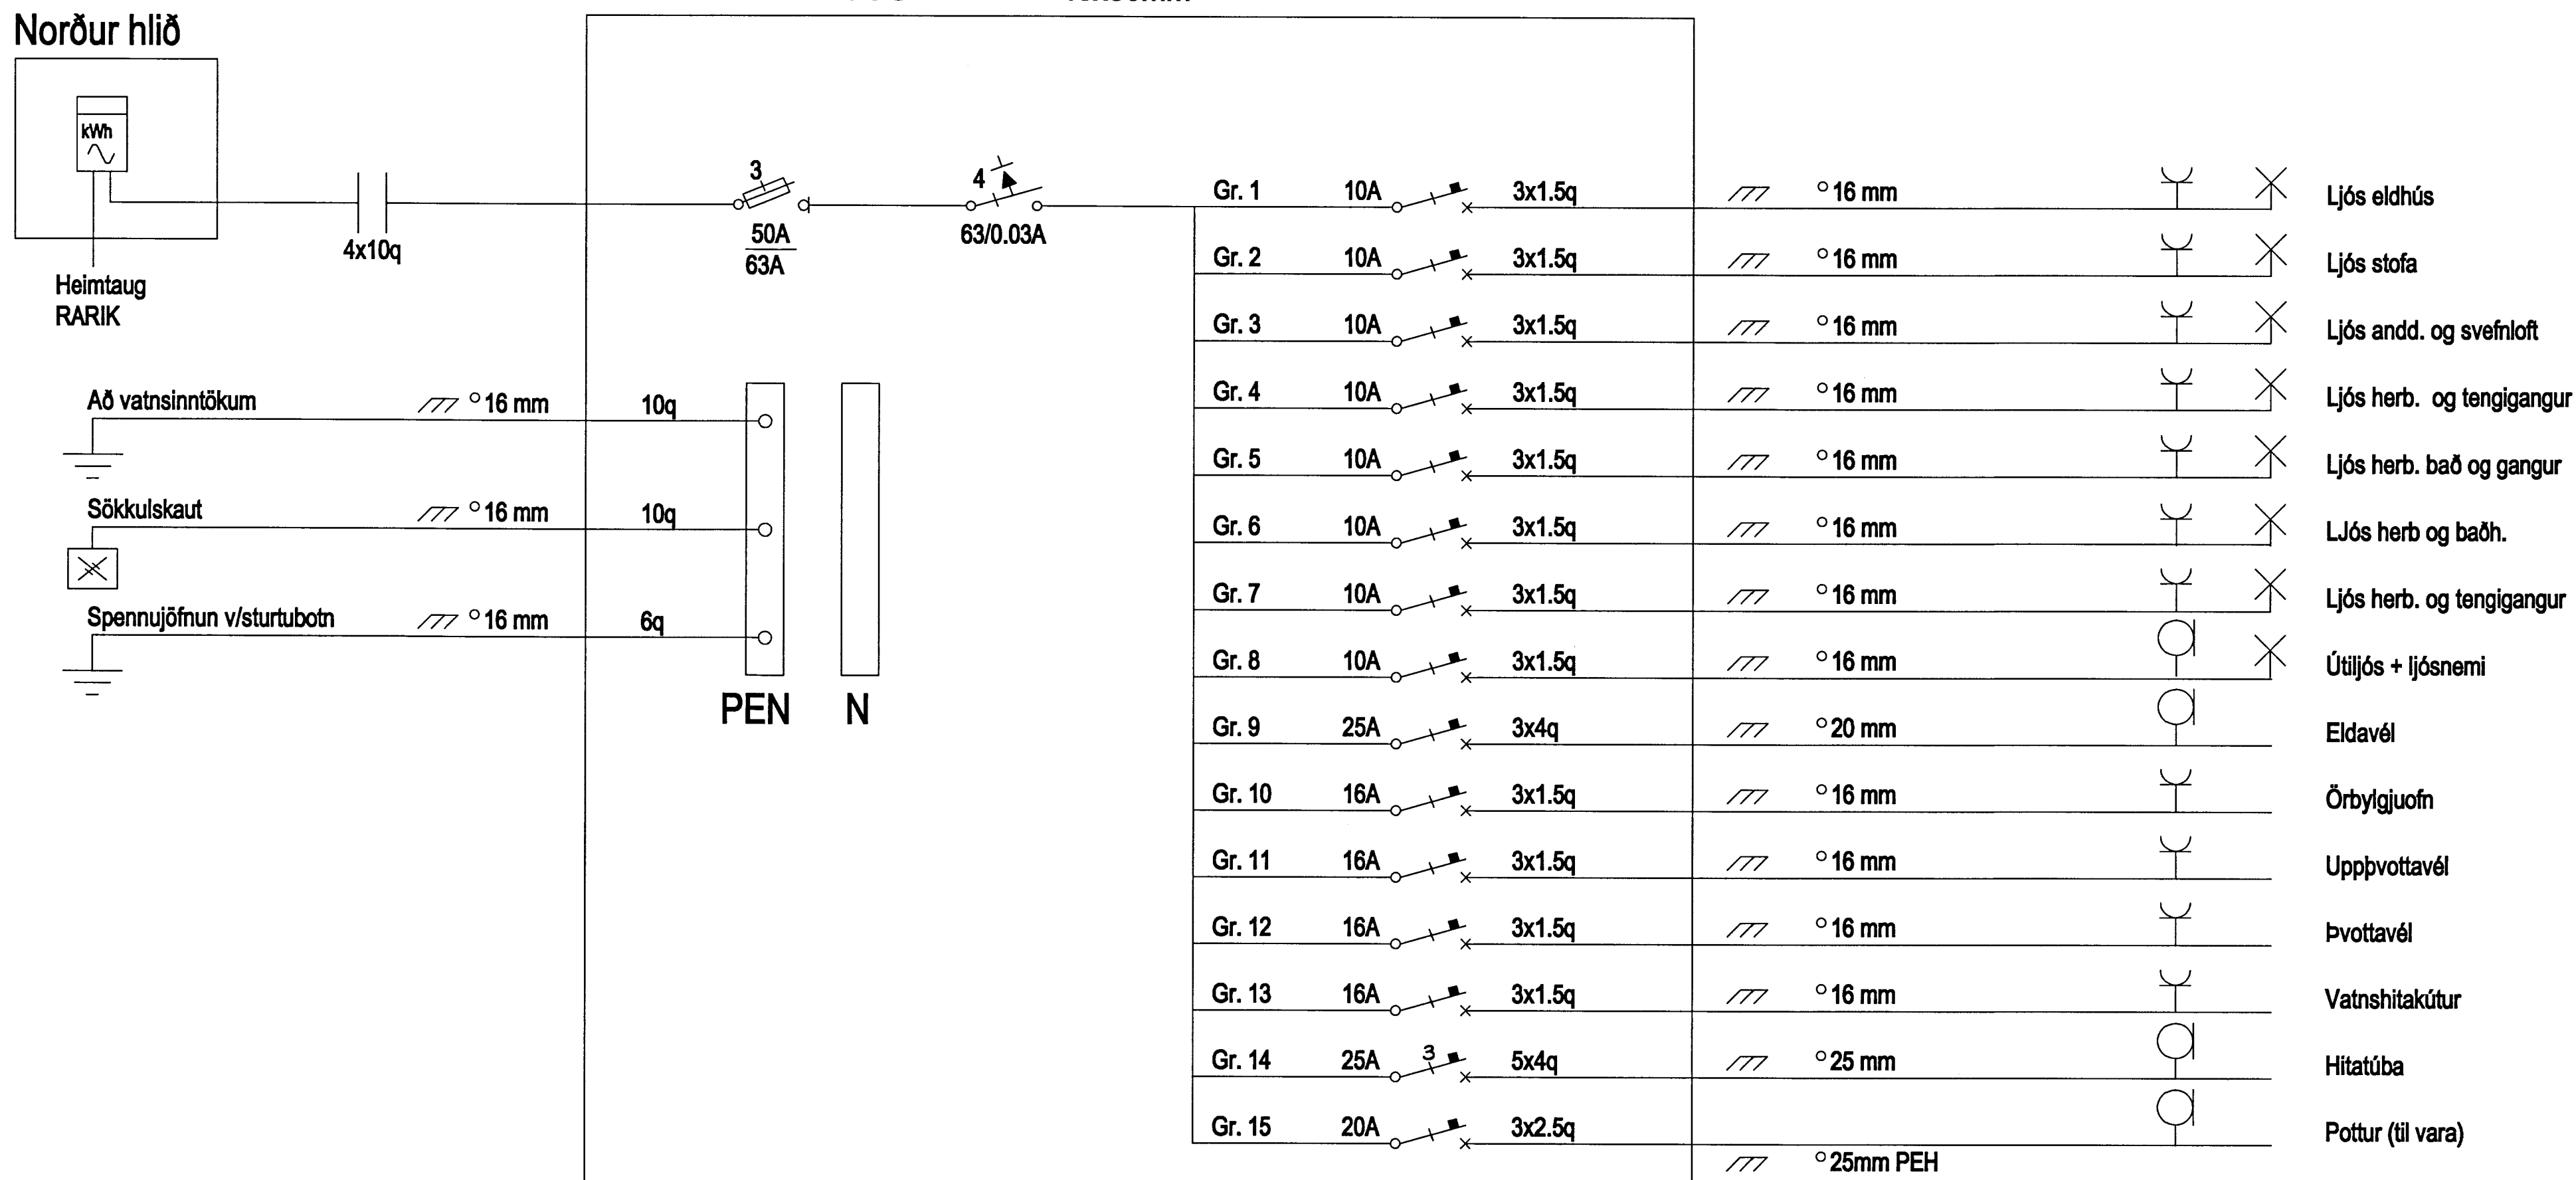 Norður hlið
kWh
4x10q
Heimtaug
RARIK
3
50A
63A
4
63/0.03A
Að vatnsinntökum 16 mm 10q
Sökkulskaut 16 mm 10q
Spennujöfnun v/sturtubotn 16 mm 6q
PEN N
Gr. 1 10A 3x1.5q 16 mm Ljós eldhús
Gr. 2 10A 3x1.5q 16 mm Ljós stofa
Gr. 3 10A 3x1.5q 16 mm Ljós andd. og svefnloft
Gr. 4 10A 3x1.5q 16 mm Ljós herb. og tengigangur
Gr. 5 10A 3x1.5q 16 mm Ljós herb. bað og gangur
Gr. 6 10A 3x1.5q 16 mm LJós herb og baðh.
Gr. 7 10A 3x1.5q 16 mm Ljós herb. og tengigangur
Gr. 8 10A 3x1.5q 16 mm Útiljós + ljósnemi
Gr. 9 25A 3x4q 20 mm Eldavél
Gr. 10 16A 3x1.5q 16 mm Örbylgjuofn
Gr. 11 16A 3x1.5q 16 mm Uppþvottavél
Gr. 12 16A 3x1.5q 16 mm Þvottavél
Gr. 13 16A 3x1.5q 16 mm Vatnshitakútur
Gr. 14 25A 3 5x4q 25 mm Hitatúba
Gr. 15 20A 3x2.5q Pottur (til vara)
25mm PEH